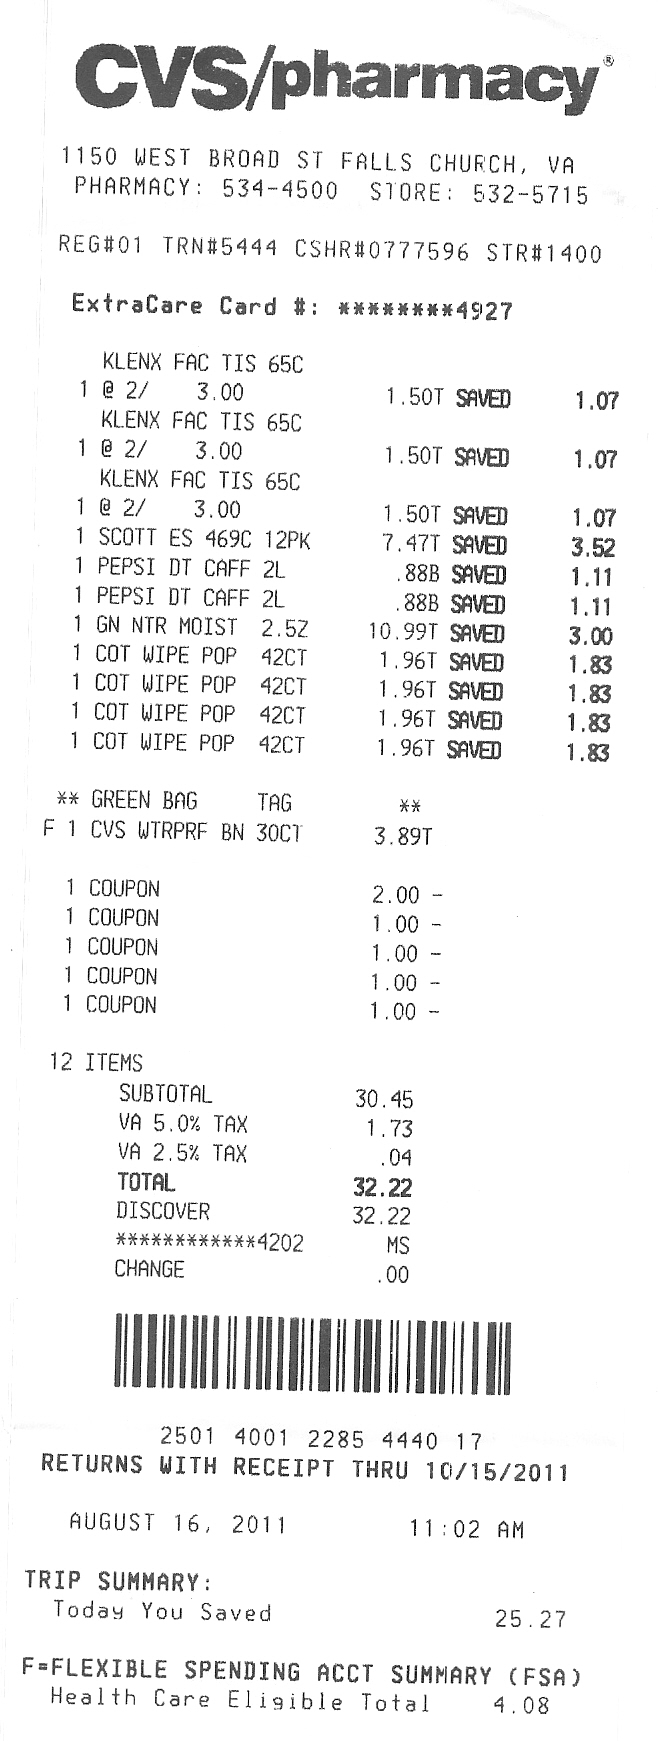 CVS/pharmacy®
1150 WEST BROAD ST FALLS CHURCH, VA
PHARMACY: 534-4500 STORE: 532-5715
REG#01 TRN#5444 CSHR#0777596 STR#1400
ExtraCare Card #: ********4927
KLENX FAC TIS 65C
1 @ 2/ 3.00 1.50T SAVED 1.07
KLENX FAC TIS 65C
1 @ 2/ 3.00 1.50T SAVED 1.07
KLENX FAC TIS 65C
1 @ 2/ 3.00 1.50T SAVED 1.07
1 SCOTT ES 469C 12PK 7.47T SAVED 3.52
1 PEPSI DT CAFF 2L .88B SAVED 1.11
1 PEPSI DT CAFF 2L .88B SAVED 1.11
1 GN NTR MOIST 2.5Z 10.99T SAVED 3.00
1 COT WIPE POP 42CT 1.96T SAVED 1.83
1 COT WIPE POP 42CT 1.96T SAVED 1.83
1 COT WIPE POP 42CT 1.96T SAVED 1.83
1 COT WIPE POP 42CT 1.96T SAVED 1.83
** GREEN BAG TAG **
F 1 CVS WTRPRF BN 30CT 3.89T
1 COUPON 2.00 -
1 COUPON 1.00 -
1 COUPON 1.00 -
1 COUPON 1.00 -
1 COUPON 1.00 -
12 ITEMS
SUBTOTAL 30.45
VA 5.0% TAX 1.73
VA 2.5% TAX .04
TOTAL 32.22
DISCOVER 32.22
************4202 MS
CHANGE .00
2501 4001 2285 4440 17
RETURNS WITH RECEIPT THRU 10/15/2011
AUGUST 16, 2011 11:02 AM
TRIP SUMMARY:
Today You Saved 25.27
F=FLEXIBLE SPENDING ACCT SUMMARY (FSA)
Health Care Eligible Total 4.08